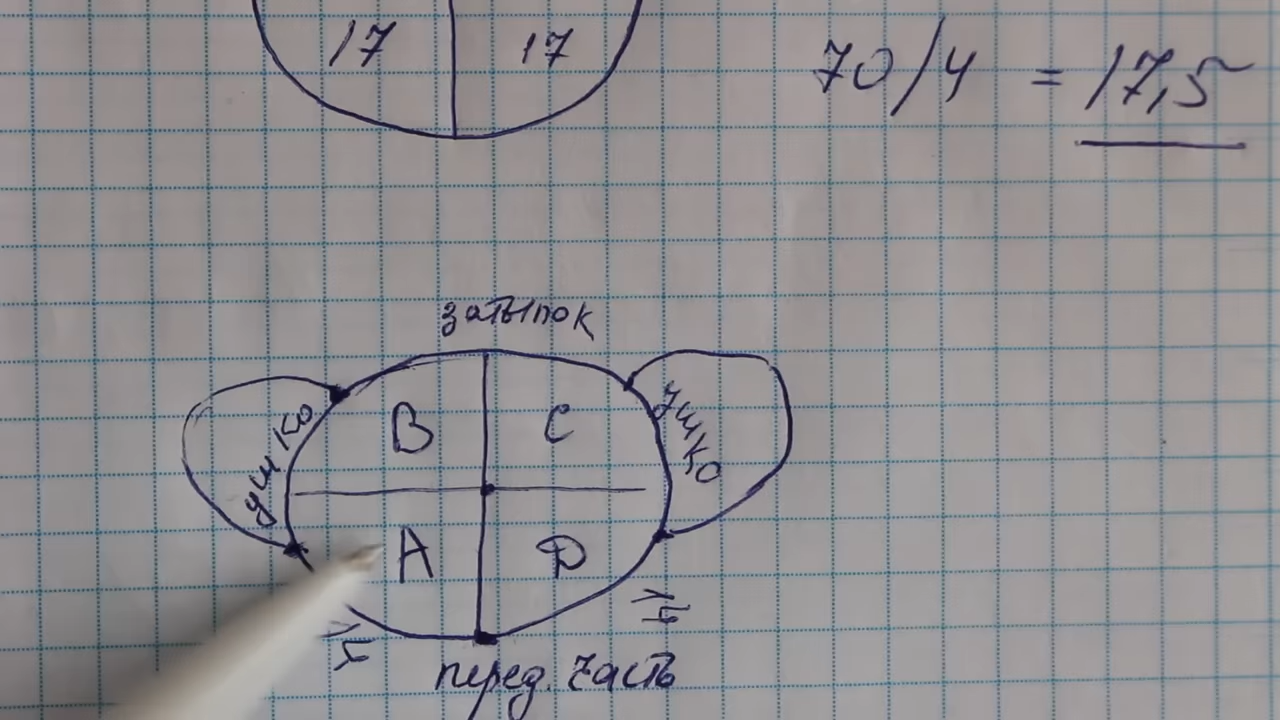 17 17
70/4 = 17,5
затылок
В С
ушко ушко
А D
перед. часть